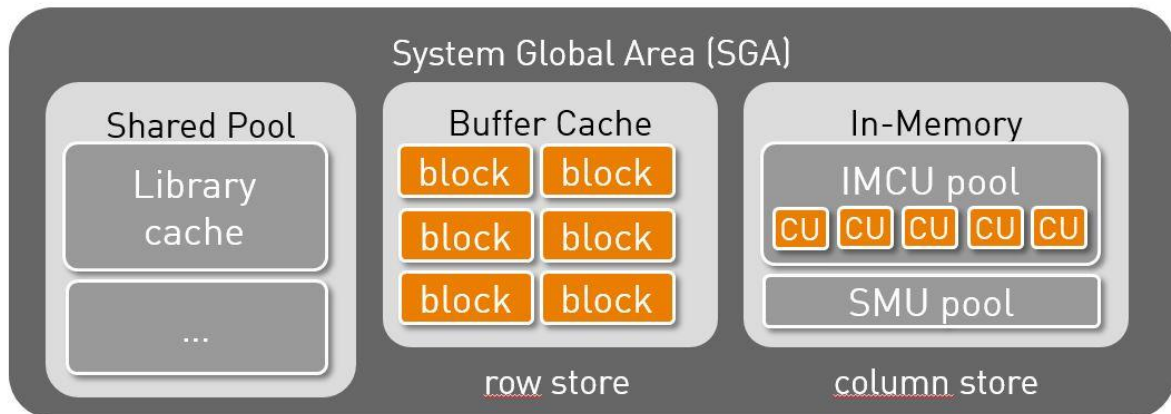 System Global Area (SGA)
Shared Pool
Library
cache
...
Buffer Cache
block block
block block
block block
row store
In-Memory
IMCU pool
CU CU CU CU CU
SMU pool
column store